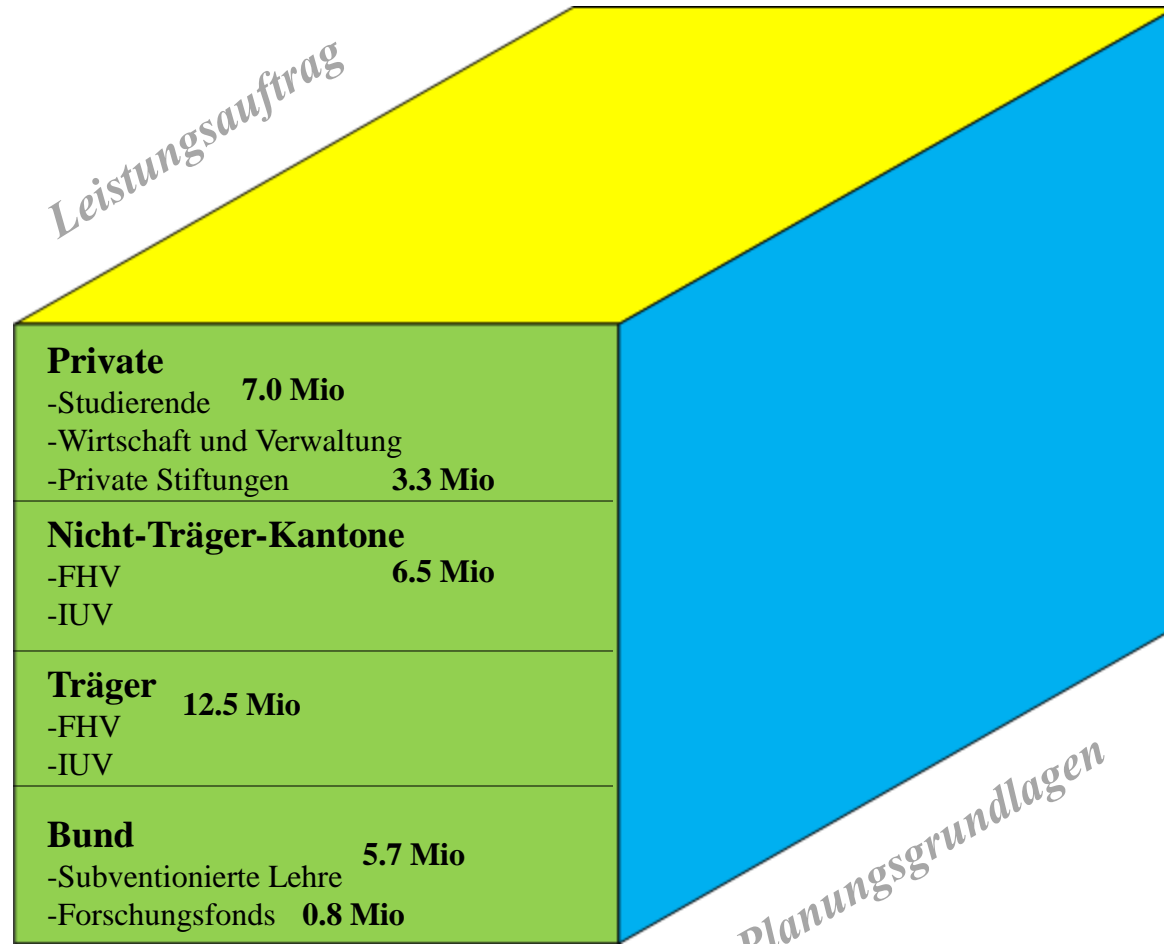 Leistungsauftrag
Private
-Studierende 7.0 Mio
-Wirtschaft und Verwaltung
-Private Stiftungen 3.3 Mio
Nicht-Träger-Kantone
-FHV 6.5 Mio
-IUV
Träger 12.5 Mio
-FHV
-IUV
Bund
5.7 Mio
-Subventionierte Lehre
-Forschungsfonds 0.8 Mio
Planungsgrundlagen